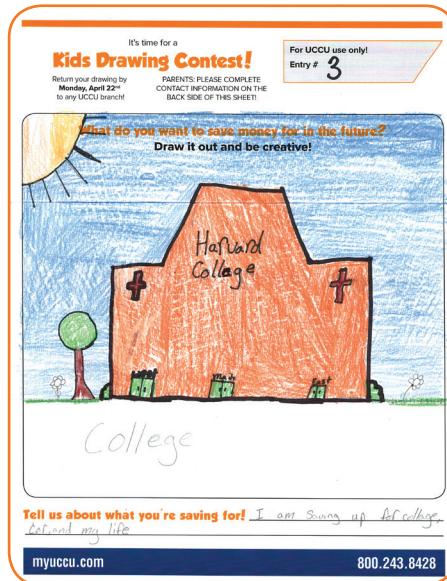 It's time for a
Kids Drawing Contest!
Return your drawing by
Monday, April 22nd
to any UCCU branch!
PARENTS: PLEASE COMPLETE
CONTACT INFORMATION ON THE
BACK SIDE OF THIS SHEET!
For UCCU use only!
Entry # 3
What do you want to save money for in the future?
Draw it out and be creative!
Harvard
College
College
Tell us about what you're saving for! I am Saving up for collage,
and my life
myuccu.com
800.243.8428